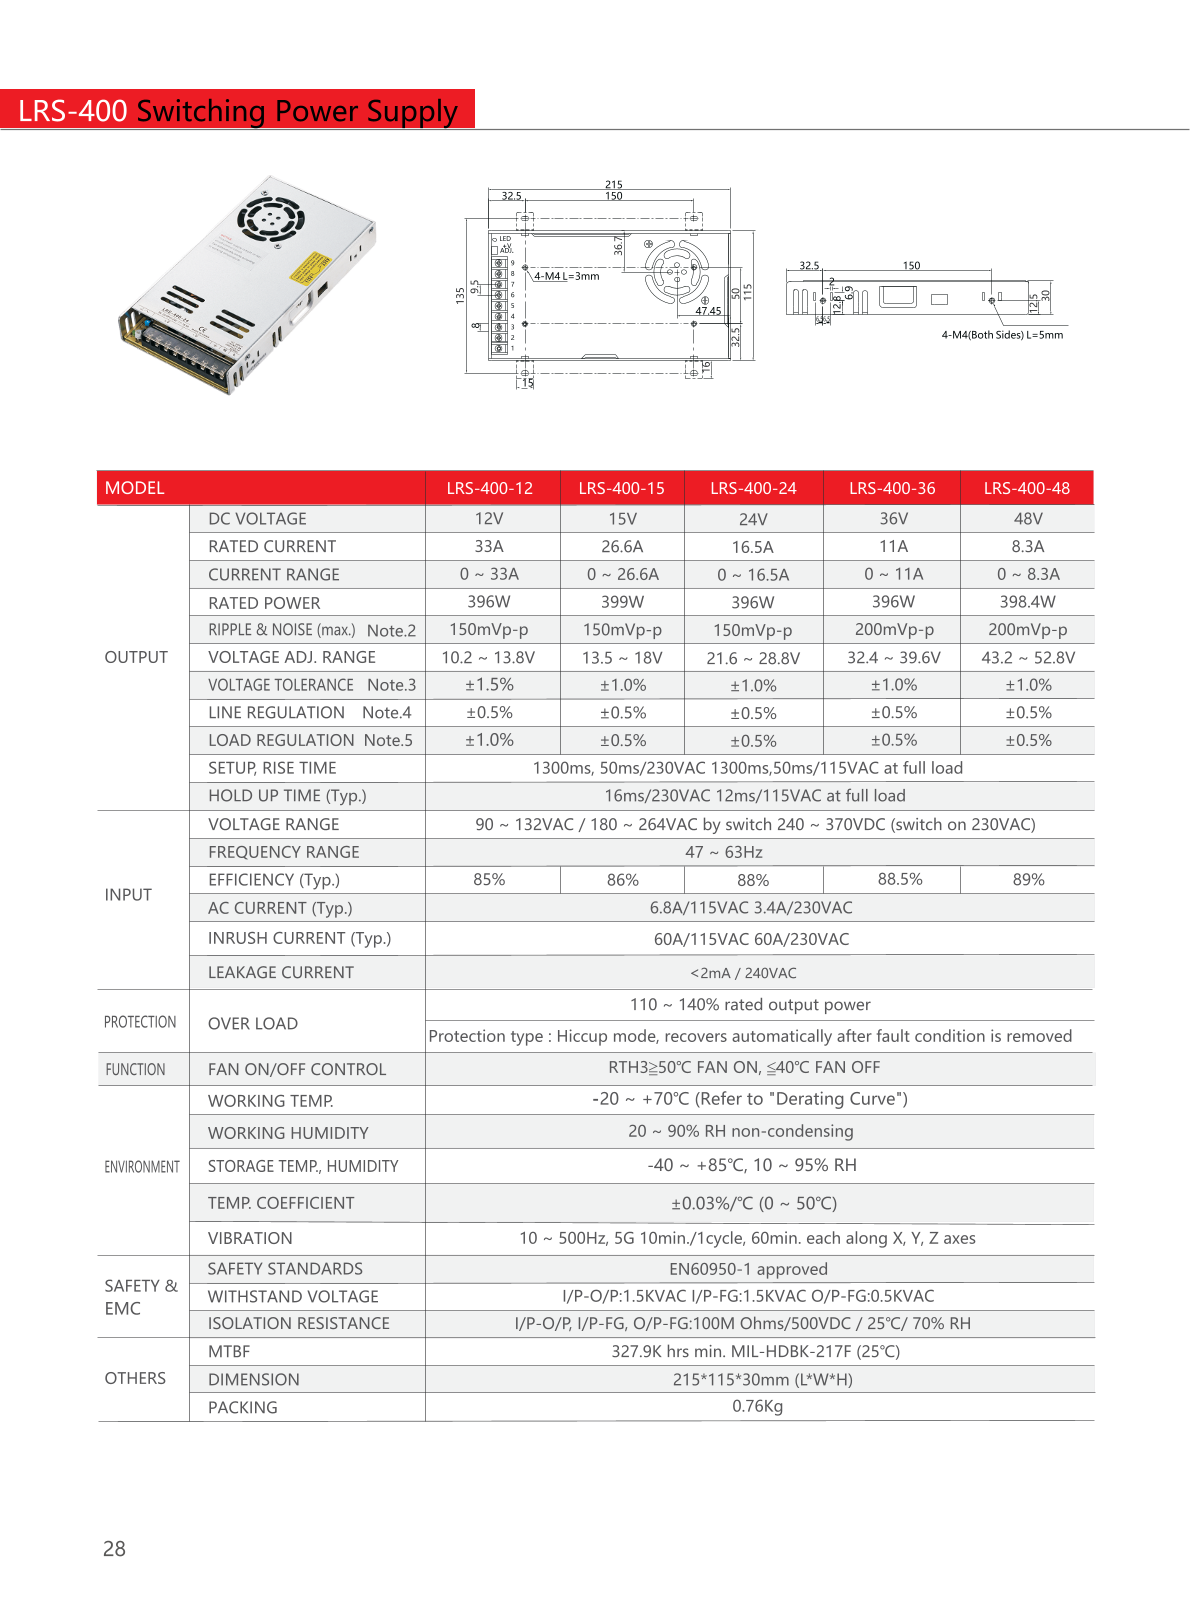 LRS-400 Switching Power Supply
215
32.5 150
LED
+V
ADJ.
9
8
7
6
5
4
3
2
1
135
9.5
8
15
16
36.7
4-M4 L=3mm
47.45
50
115
32.5
32.5 150
2
12.8
6.9
6.5 6.5
12.5
30
4-M4(Both Sides) L=5mm
MODEL LRS-400-12 LRS-400-15 LRS-400-24 LRS-400-36 LRS-400-48
OUTPUT
DC VOLTAGE 12V 15V 24V 36V 48V
RATED CURRENT 33A 26.6A 16.5A 11A 8.3A
CURRENT RANGE 0 ~ 33A 0 ~ 26.6A 0 ~ 16.5A 0 ~ 11A 0 ~ 8.3A
RATED POWER 396W 399W 396W 396W 398.4W
RIPPLE & NOISE (max.) Note.2 150mVp-p 150mVp-p 150mVp-p 200mVp-p 200mVp-p
VOLTAGE ADJ. RANGE 10.2 ~ 13.8V 13.5 ~ 18V 21.6 ~ 28.8V 32.4 ~ 39.6V 43.2 ~ 52.8V
VOLTAGE TOLERANCE Note.3 ±1.5% ±1.0% ±1.0% ±1.0% ±1.0%
LINE REGULATION Note.4 ±0.5% ±0.5% ±0.5% ±0.5% ±0.5%
LOAD REGULATION Note.5 ±1.0% ±0.5% ±0.5% ±0.5% ±0.5%
SETUP, RISE TIME 1300ms, 50ms/230VAC 1300ms,50ms/115VAC at full load
HOLD UP TIME (Typ.) 16ms/230VAC 12ms/115VAC at full load
INPUT
VOLTAGE RANGE 90 ~ 132VAC / 180 ~ 264VAC by switch 240 ~ 370VDC (switch on 230VAC)
FREQUENCY RANGE 47 ~ 63Hz
EFFICIENCY (Typ.) 85% 86% 88% 88.5% 89%
AC CURRENT (Typ.) 6.8A/115VAC 3.4A/230VAC
INRUSH CURRENT (Typ.) 60A/115VAC 60A/230VAC
LEAKAGE CURRENT <2mA / 240VAC
PROTECTION
OVER LOAD 110 ~ 140% rated output power
Protection type : Hiccup mode, recovers automatically after fault condition is removed
FUNCTION FAN ON/OFF CONTROL RTH3≧50℃ FAN ON, ≦40℃ FAN OFF
ENVIRONMENT
WORKING TEMP. -20 ~ +70℃ (Refer to "Derating Curve")
WORKING HUMIDITY 20 ~ 90% RH non-condensing
STORAGE TEMP., HUMIDITY -40 ~ +85℃, 10 ~ 95% RH
TEMP. COEFFICIENT ±0.03%/℃ (0 ~ 50℃)
VIBRATION 10 ~ 500Hz, 5G 10min./1cycle, 60min. each along X, Y, Z axes
SAFETY &
EMC
SAFETY STANDARDS EN60950-1 approved
WITHSTAND VOLTAGE I/P-O/P:1.5KVAC I/P-FG:1.5KVAC O/P-FG:0.5KVAC
ISOLATION RESISTANCE I/P-O/P, I/P-FG, O/P-FG:100M Ohms/500VDC / 25℃/ 70% RH
OTHERS
MTBF 327.9K hrs min. MIL-HDBK-217F (25℃)
DIMENSION 215*115*30mm (L*W*H)
PACKING 0.76Kg
28